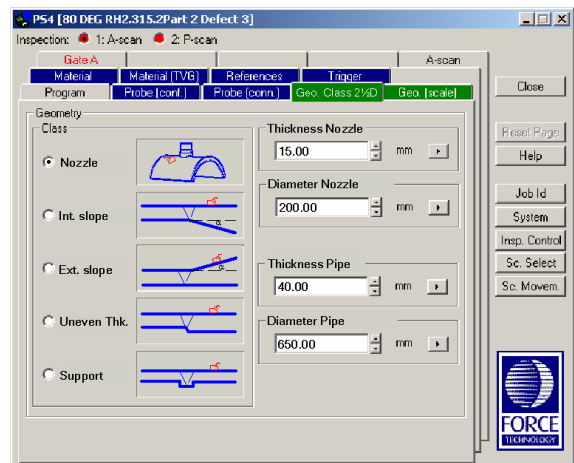 PS4 [80 DEG RH2.315.2Part 2 Defect 3]
Inspection: 1: A-scan 2: P-scan
Gate A A-scan
Material Material (TVG) References Trigger
Program Probe (conf.) Probe (conn.) Geo. Class 2½D Geo. (scale)
Geometry
Class
Nozzle
Int. slope
α
Ext. slope
α
Uneven Thk.
Support
Thickness Nozzle
15.00 mm
Diameter Nozzle
200.00 mm
Thickness Pipe
40.00 mm
Diameter Pipe
650.00 mm
Close
Reset Page
Help
Job Id
System
Insp. Control
Sc. Select
Sc. Movem.
FORCE
TECHNOLOGY